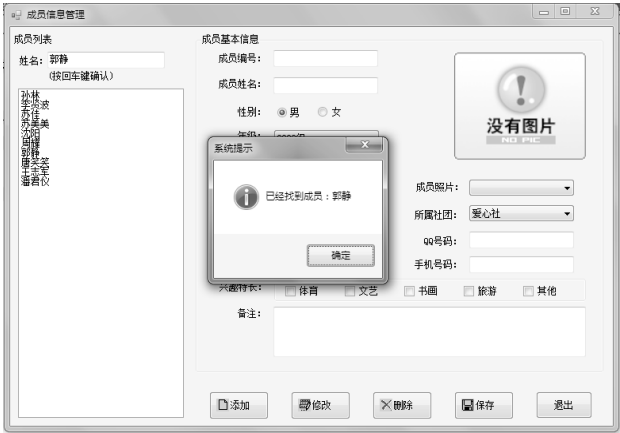 成员信息管理
成员列表
姓名: 郭静
(按回车键确认)
孙林
李贤波
苏佳
苏美美
沈阳
周嫖
郭静
唐笑笑
王志军
潘君仪
成员基本信息
成员编号:
成员姓名:
性别: 男 女
年级:
没有图片
NO PIC
系统提示
已经找到成员：郭静
确定
成员照片:
所属社团: 爱心社
QQ号码:
手机号码:
兴趣特长: 体育 文艺 书画 旅游 其他
备注:
添加 修改 删除 保存 退出